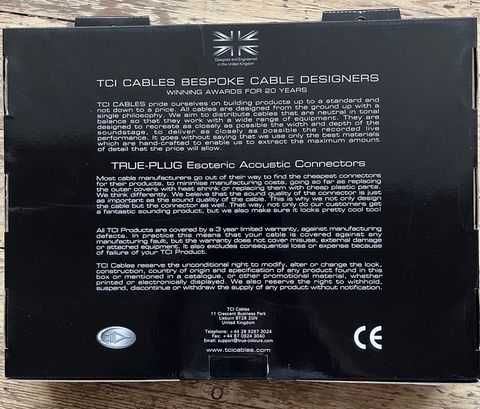 Designed and Engineered
in the United Kingdom
TCI CABLES BESPOKE CABLE DESIGNERS
WINNING AWARDS FOR 20 YEARS
TCI CABLES pride ourselves on building products up to a standard and
not down to a price. All cables are designed from the ground up with a
single philosophy. We aim to distribute cables that are neutral in tonal
balance so that they work with a wide range of equipment. They are
designed to recreate as closely as possible the width and depth of the
soundstage, to deliver as closely as possible the recorded live
performance. It goes without saying that we use only the best materials
which are hand-crafted to enable us to extract the maximum amount
of detail that the price will allow.
TRUE-PLUG Esoteric Acoustic Connectors
Most cable manufacturers go out of their way to find the cheapest connectors
for their products, to minimise manufacturing costs, going so far as replacing
the outer covers with heat shrink or replacing them with cheap plastic parts.
We think differently. We believe that the sound quality of the connector is just
as important as the sound quality of the cable. This is why we not only design
the cable but the connector as well. That way, not only do our customers get
a fantastic sounding product, but we also make sure it looks pretty cool too!
All TCI Products are covered by a 3 year limited warranty, against manufacturing
defects. In practice this means that your cable is covered against any
manufacturing fault, but the warranty does not cover misuse, external damage
or attached equipment. It also excludes consequential loss or expense because
of failure of your TCI Product.
TCI Cables reserve the unconditional right to modify, alter or change the look,
construction, country of origin and specification of any product found in this
box or mentioned in a catalogue, or other promotional material, whether
printed or electronically displayed. We also reserve the right to withhold,
suspend, discontinue or withdraw the supply of any product without notification.
TCI Cables
11 Crescent Business Park
Lisburn BT28 2GN
United Kingdom
Telephone: +44 28 9267 2024
Fax: +44 87 0924 3040
Email: support@true-colours.com
www.tcicables.com
CE